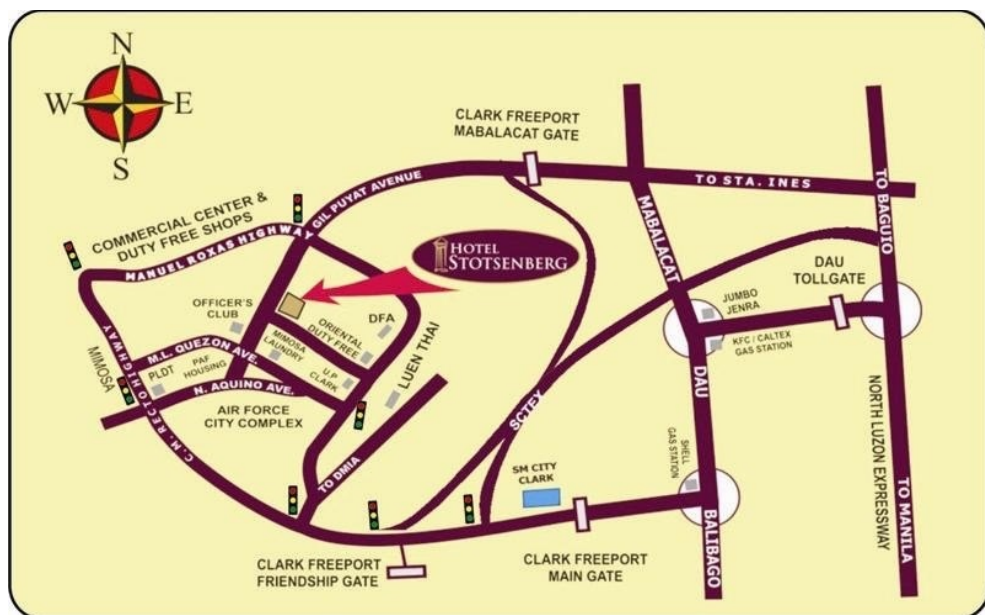 N
W
E
S
CLARK FREEPORT
MABALACAT GATE
TO STA. INES
TO BAGUIO
GIL PUYAT AVENUE
COMMERCIAL CENTER &
DUTY FREE SHOPS
MANUEL ROXAS HIGHWAY
HOTEL
STOTSENBERG
MABALACAT
DAU
TOLLGATE
JUMBO
JENRA
KFC / CALTEX
GAS STATION
OFFICER'S
CLUB
ORIENTAL
DUTY FREE
DFA
MIMOSA
LAUNDRY
U.P
CLARK
LUEN THAI
MIMOSA
M.L. QUEZON AVE.
PLDT
PAF
HOUSING
N. AQUINO AVE.
AIR FORCE
CITY COMPLEX
C.M. RECTO HIGHWAY
DAU
SCTEX
NORTH LUZON EXPRESSWAY
SHELL
GAS STATION
SM CITY
CLARK
TO DMIA
TO MANILA
BALIBAGO
CLARK FREEPORT
FRIENDSHIP GATE
CLARK FREEPORT
MAIN GATE